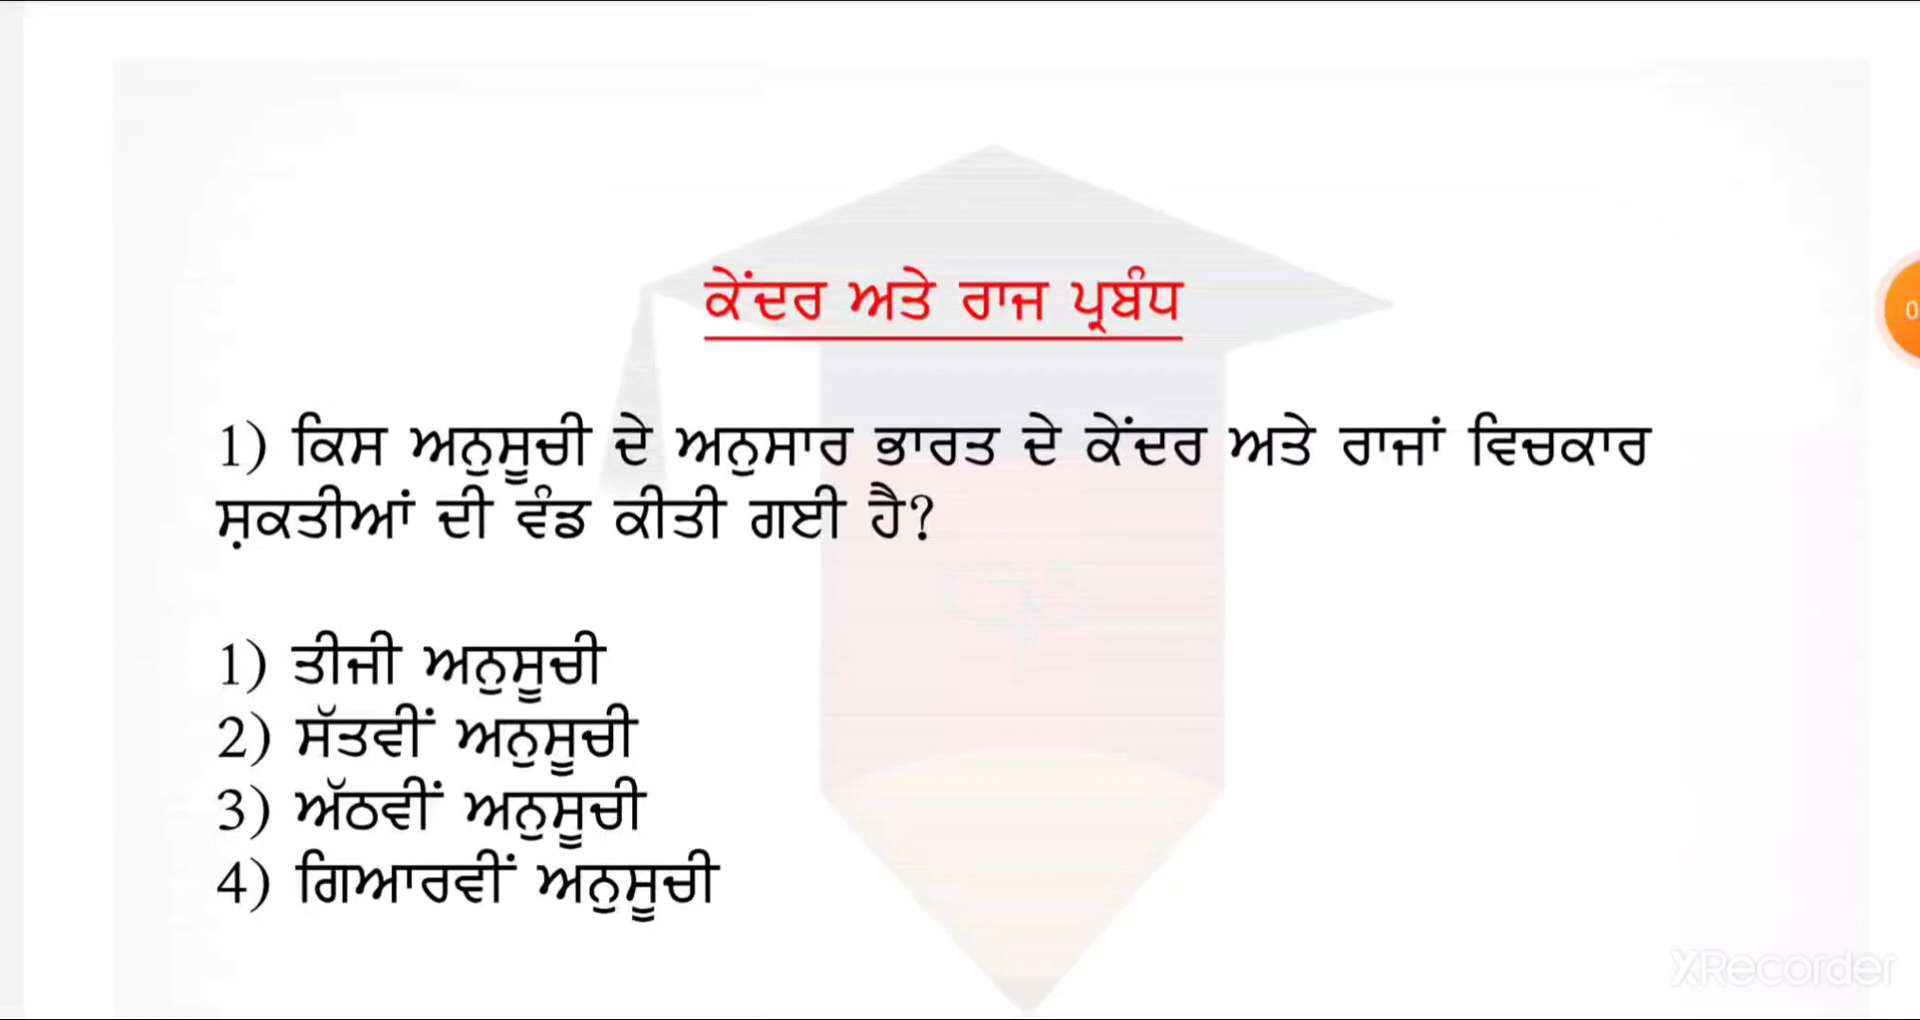 ਕੇਂਦਰ ਅਤੇ ਰਾਜ ਪ੍ਰਬੰਧ
1) ਕਿਸ ਅਨੁਸੂਚੀ ਦੇ ਅਨੁਸਾਰ ਭਾਰਤ ਦੇ ਕੇਂਦਰ ਅਤੇ ਰਾਜਾਂ ਵਿਚਕਾਰ
ਸ਼ਕਤੀਆਂ ਦੀ ਵੰਡ ਕੀਤੀ ਗਈ ਹੈ?
1) ਤੀਜੀ ਅਨੁਸੂਚੀ
2) ਸੱਤਵੀਂ ਅਨੁਸੂਚੀ
3) ਅੱਠਵੀਂ ਅਨੁਸੂਚੀ
4) ਗਿਆਰਵੀਂ ਅਨੁਸੂਚੀ
XRecorder